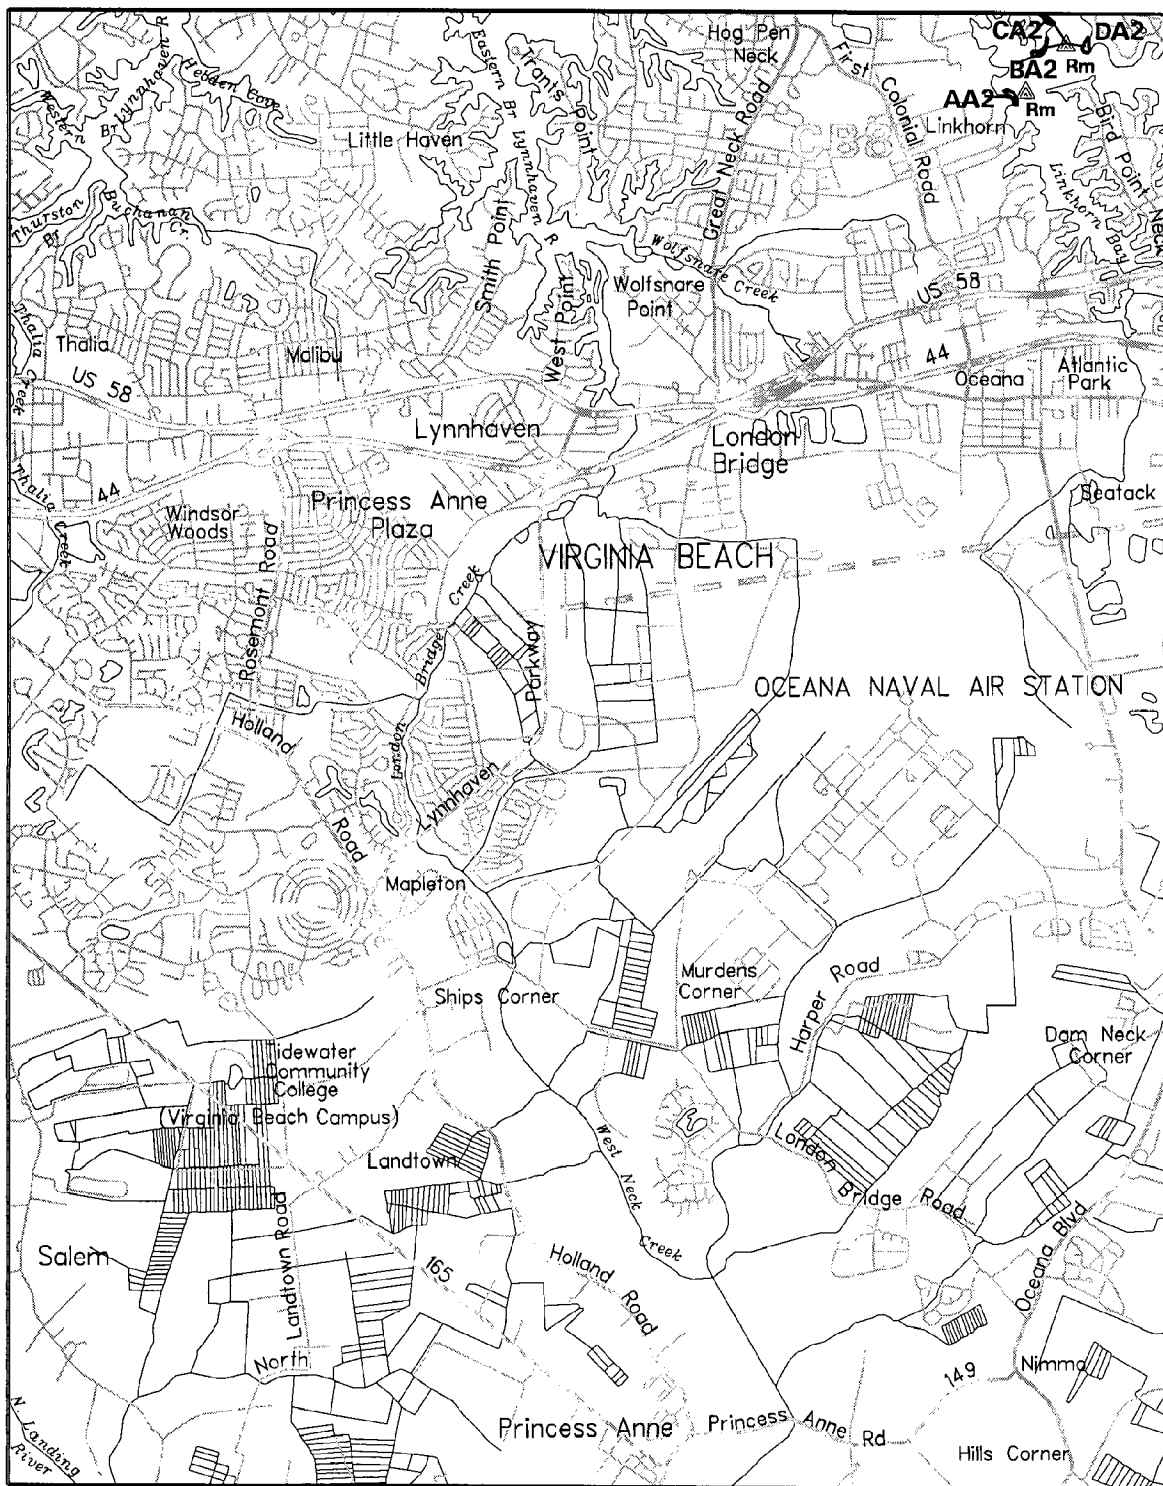 CA2
DA2
BA2
Rm
AA2
Rm
Hog Pen
Neck
First Colonial Road
Linkhorn
Bird Point Neck
Linkhorn Bay
CB8
Great Neck Road
Eastern Br Lynnhaven R
Trants Point
Western Br Lynnhaven R
Hebden Cove
Little Haven
Thurston Br
Buchanan Cr.
Smith Point
West Point
Wolfsnare Creek
Wolfsnare
Point
US 58
44
Oceana
Atlantic
Park
Thalia Creek
Thalia
US 58
Malibu
Lynnhaven
London
Bridge
Thalia Creek
44
Windsor
Woods
Princess Anne
Plaza
Seatack
VIRGINIA BEACH
Rosemont Road
London Bridge Creek
Lynnhaven Parkway
OCEANA NAVAL AIR STATION
Holland Road
Mapleton
Ships Corner
Murdens
Corner
Harper Road
Dam Neck
Corner
Tidewater
Community
College
(Virginia Beach Campus)
Landtown
West Neck Creek
London Bridge Road
Oceana Blvd
Salem
North Landtown Road
165
Holland Road
149
Nimmo
N. Landing
River
Princess Anne
Princess Anne Rd
Hills Corner